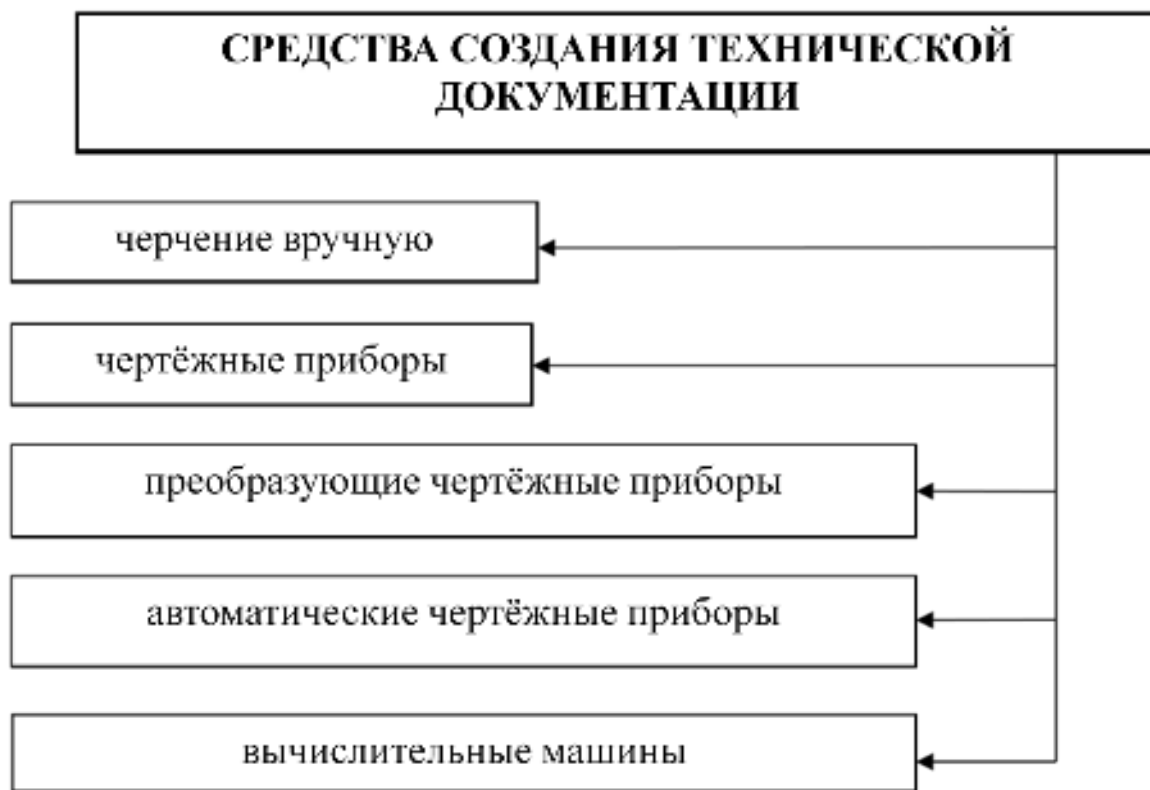 СРЕДСТВА СОЗДАНИЯ ТЕХНИЧЕСКОЙ
ДОКУМЕНТАЦИИ
черчение вручную
чертёжные приборы
преобразующие чертёжные приборы
автоматические чертёжные приборы
вычислительные машины